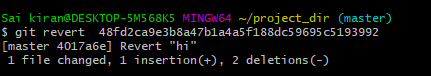 Sai kiran@DESKTOP-5M568K5 MINGW64 ~/project_dir (master)
$ git revert  48fd2ca9e3b8a47b1a4a5f188dc59695c5193992
[master 4017a6e] Revert "hi"
 1 file changed, 1 insertion(+), 2 deletions(-)